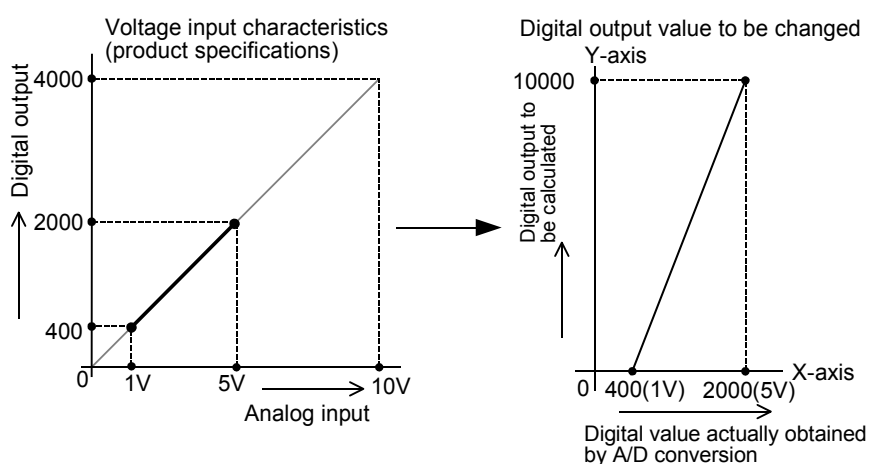 Voltage input characteristics
(product specifications)
Digital output
4000
2000
400
0
1V
5V
10V
Analog input
Digital output value to be changed
Y-axis
10000
Digital output to
be calculated
0
400(1V)
2000(5V)
X-axis
Digital value actually obtained
by A/D conversion